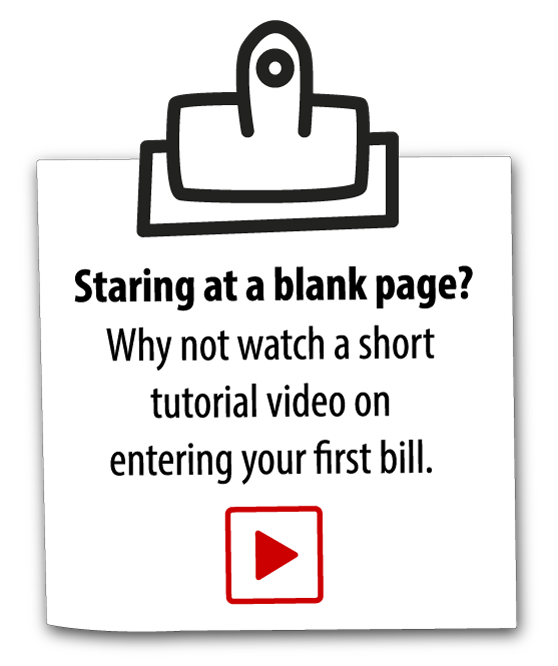 Staring at a blank page?
Why not watch a short
tutorial video on
entering your first bill.